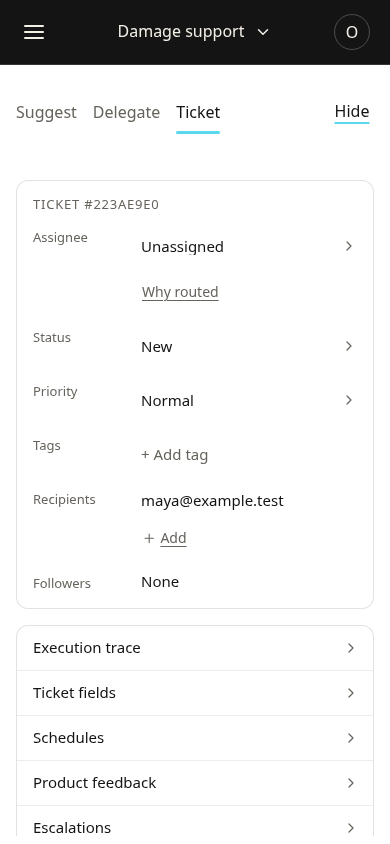 Damage support
O
Suggest Delegate Ticket Hide
TICKET #223AE9E0
Assignee
Unassigned
Why routed
Status
New
Priority
Normal
Tags
+ Add tag
Recipients
maya@example.test
+ Add
Followers
None
Execution trace
Ticket fields
Schedules
Product feedback
Escalations